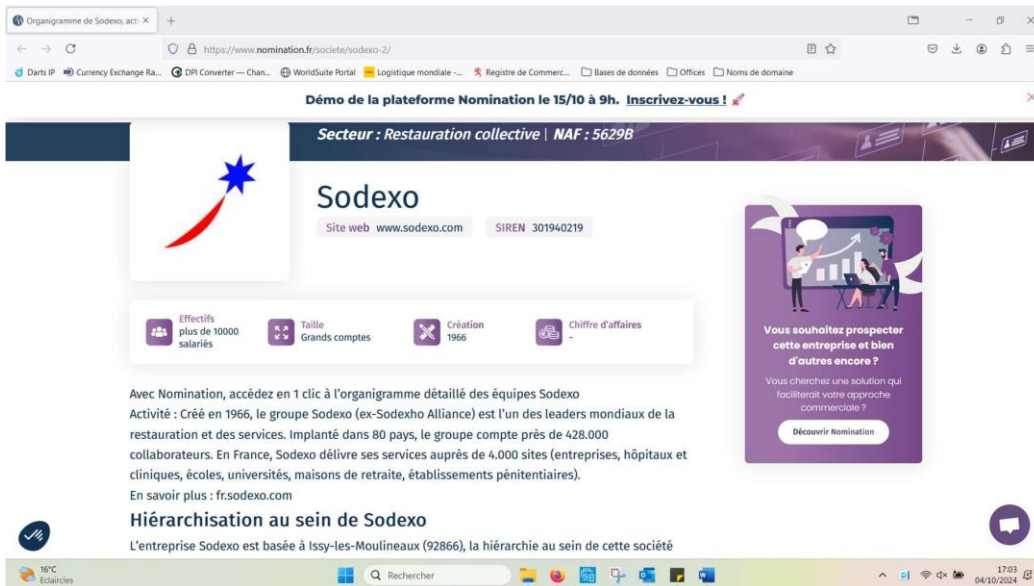 Organigramme de Sodexo, acti
https://www.nomination.fr/societe/sodexo-2/
Darts IP
Currency Exchange Ra...
DPI Converter — Chan...
WorldSuite Portal
Logistique mondiale -...
Registre de Commerc...
Bases de données
Offices
Noms de domaine
Démo de la plateforme Nomination le 15/10 à 9h. Inscrivez-vous !
Secteur : Restauration collective | NAF : 5629B
Sodexo
Site web www.sodexo.com
SIREN 301940219
Effectifs
plus de 10000
salariés
Taille
Grands comptes
Création
1966
Chiffre d'affaires
-
Avec Nomination, accédez en 1 clic à l'organigramme détaillé des équipes Sodexo
Activité : Créé en 1966, le groupe Sodexo (ex-Sodexho Alliance) est l'un des leaders mondiaux de la
restauration et des services. Implanté dans 80 pays, le groupe compte près de 428.000
collaborateurs. En France, Sodexo délivre ses services auprès de 4.000 sites (entreprises, hôpitaux et
cliniques, écoles, universités, maisons de retraite, établissements pénitentiaires).
En savoir plus : fr.sodexo.com
Hiérarchisation au sein de Sodexo
L'entreprise Sodexo est basée à Issy-les-Moulineaux (92866), la hiérarchie au sein de cette société
Vous souhaitez prospecter
cette entreprise et bien
d'autres encore ?
Vous cherchez une solution qui
faciliterait votre approche
commerciale ?
Découvrir Nomination
16°C
Eclaircies
Rechercher
17:03
04/10/2024